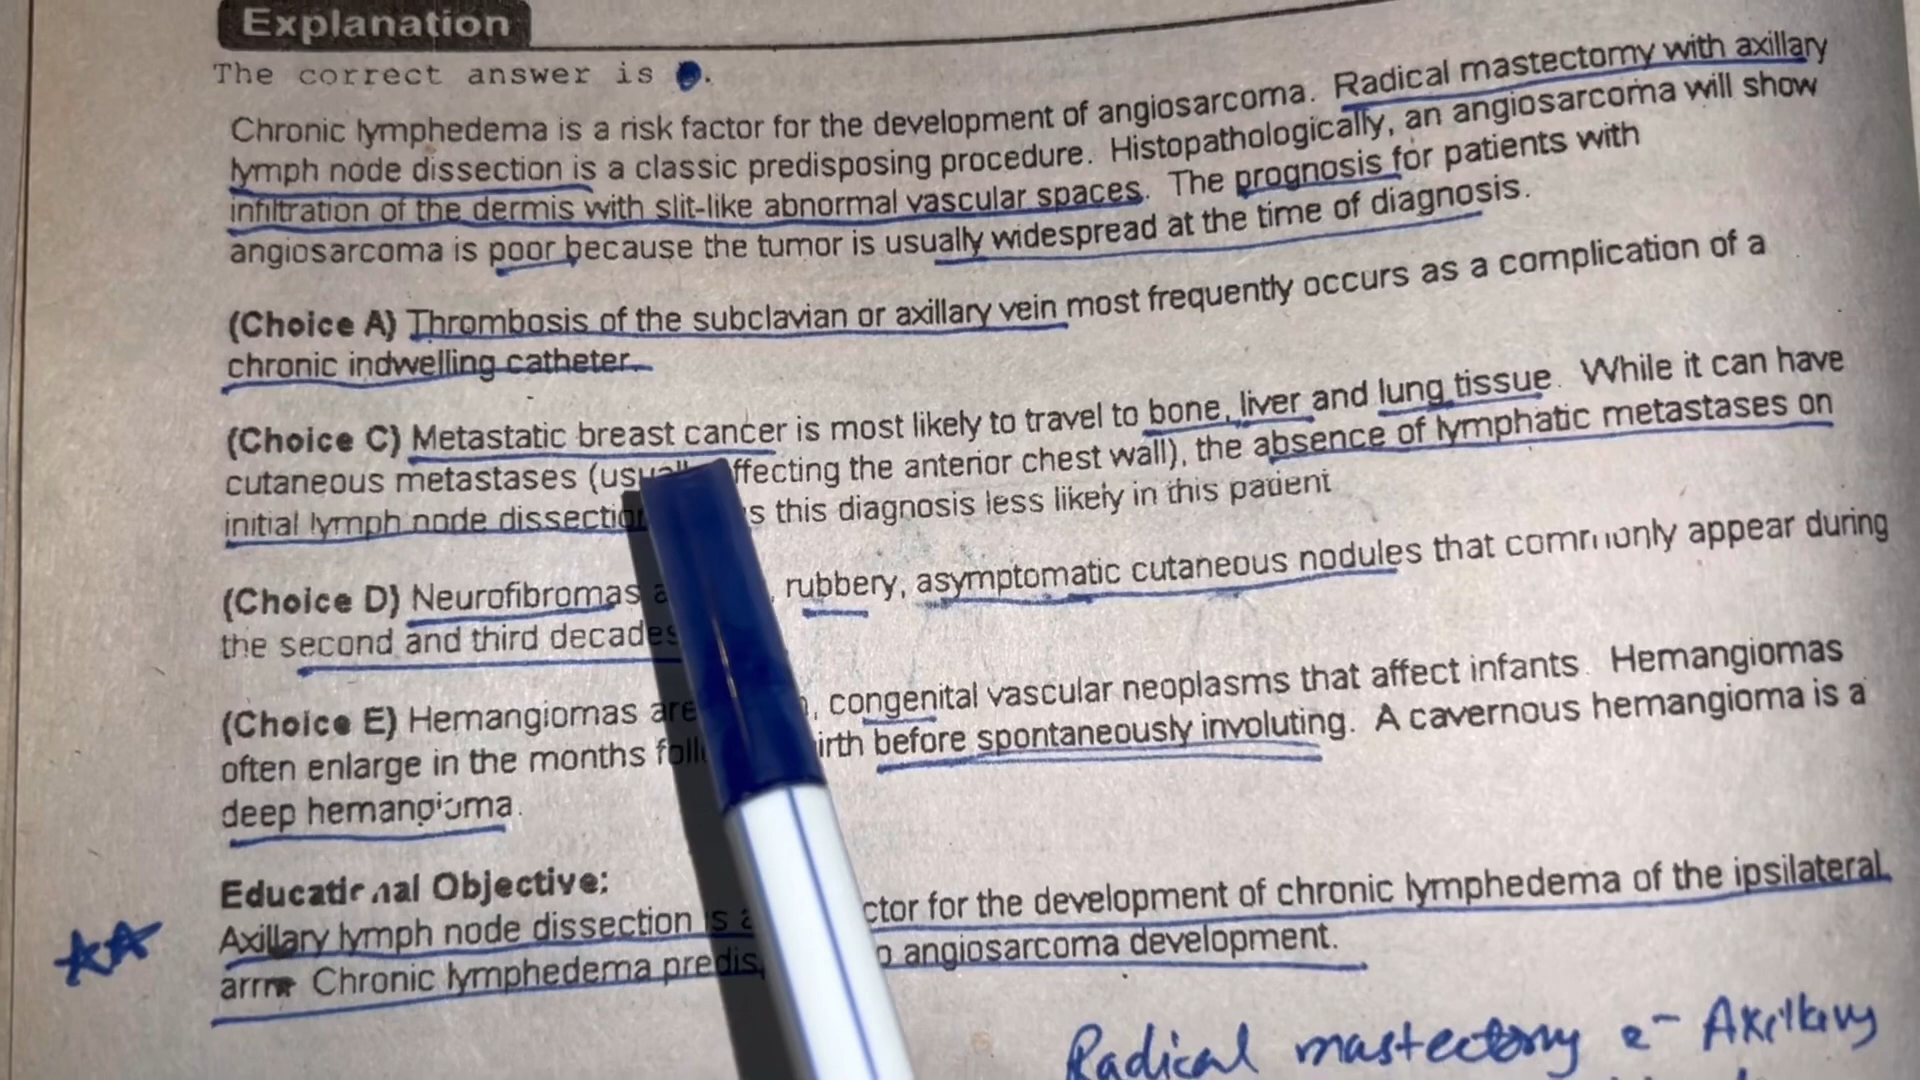 Explanation
The correct answer is .
Chronic lymphedema is a risk factor for the development of angiosarcoma. Radical mastectomy with axillary
lymph node dissection is a classic predisposing procedure. Histopathologically, an angiosarcoma will show
infiltration of the dermis with slit-like abnormal vascular spaces. The prognosis for patients with
angiosarcoma is poor because the tumor is usually widespread at the time of diagnosis.
(Choice A) Thrombosis of the subclavian or axillary vein most frequently occurs as a complication of a
chronic indwelling catheter.
(Choice C) Metastatic breast cancer is most likely to travel to bone, liver and lung tissue. While it can have
cutaneous metastases (usually ffecting the anterior chest wall), the absence of lymphatic metastases on
initial lymph node dissection s this diagnosis less likely in this patient
(Choice D) Neurofibromas rubbery, asymptomatic cutaneous nodules that commonly appear during
the second and third decades
(Choice E) Hemangiomas are , congenital vascular neoplasms that affect infants. Hemangiomas
often enlarge in the months irth before spontaneously involuting. A cavernous hemangioma is a
deep hemangioma.
Educational Objective:
Axillary lymph node dissection is a ctor for the development of chronic lymphedema of the ipsilateral
arm. Chronic lymphedema predis o angiosarcoma development.
Radical mastectomy c- Axillary